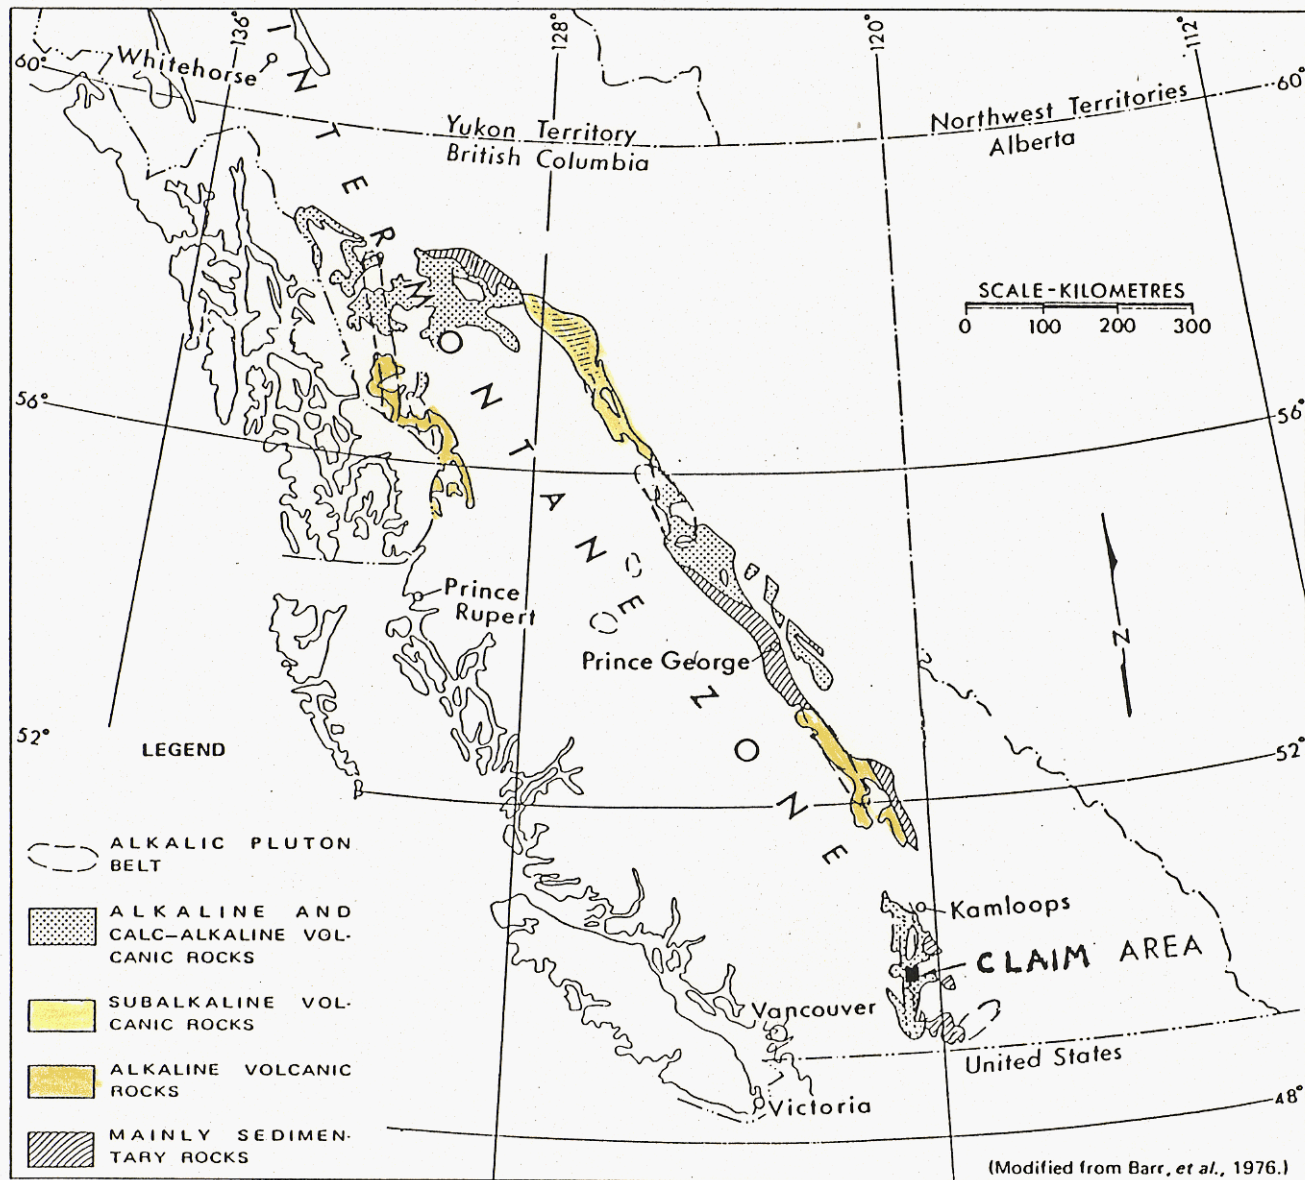 136°
128°
120°
112°
60°
Whitehorse
INTERMONTANE ZONE
Yukon Territory
British Columbia
Northwest Territories
Alberta
60°
SCALE-KILOMETRES
0 100 200 300
56°
56°
Prince
Rupert
Prince George
N
52°
52°
LEGEND
ALKALIC PLUTON
BELT
ALKALINE AND
CALC-ALKALINE VOL-
CANIC ROCKS
SUBALKALINE VOL-
CANIC ROCKS
ALKALINE VOLCANIC
ROCKS
MAINLY SEDIMEN-
TARY ROCKS
Kamloops
CLAIM AREA
Vancouver
United States
Victoria
48°
(Modified from Barr, et al., 1976.)